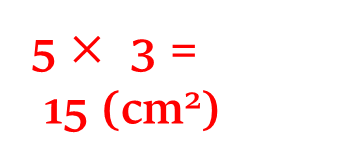 5 × 3 =
15 (cm²)